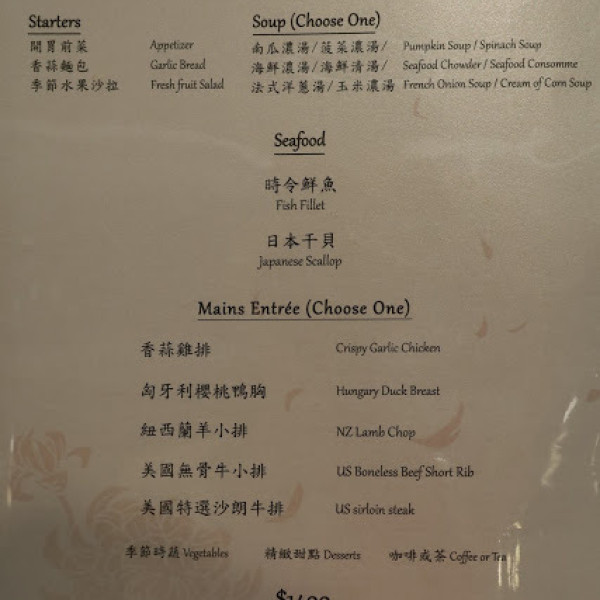 Starters
開胃前菜 Appetizer
香蒜麵包 Garlic Bread
季節水果沙拉 Fresh fruit Salad
Soup (Choose One)
南瓜濃湯/菠菜濃湯/ Pumpkin Soup / Spinach Soup
海鮮濃湯/海鮮清湯/ Seafood Chowder / Seafood Consomme
法式洋蔥湯/玉米濃湯 French Onion Soup / Cream of Corn Soup
Seafood
時令鮮魚
Fish Fillet
日本干貝
Japanese Scallop
Mains Entrée (Choose One)
香蒜雞排 Crispy Garlic Chicken
匈牙利櫻桃鴨胸 Hungary Duck Breast
紐西蘭羊小排 NZ Lamb Chop
美國無骨牛小排 US Boneless Beef Short Rib
美國特選沙朗牛排 US sirloin steak
季節時蔬 Vegetables 精緻甜點 Desserts 咖啡或茶 Coffee or Tea